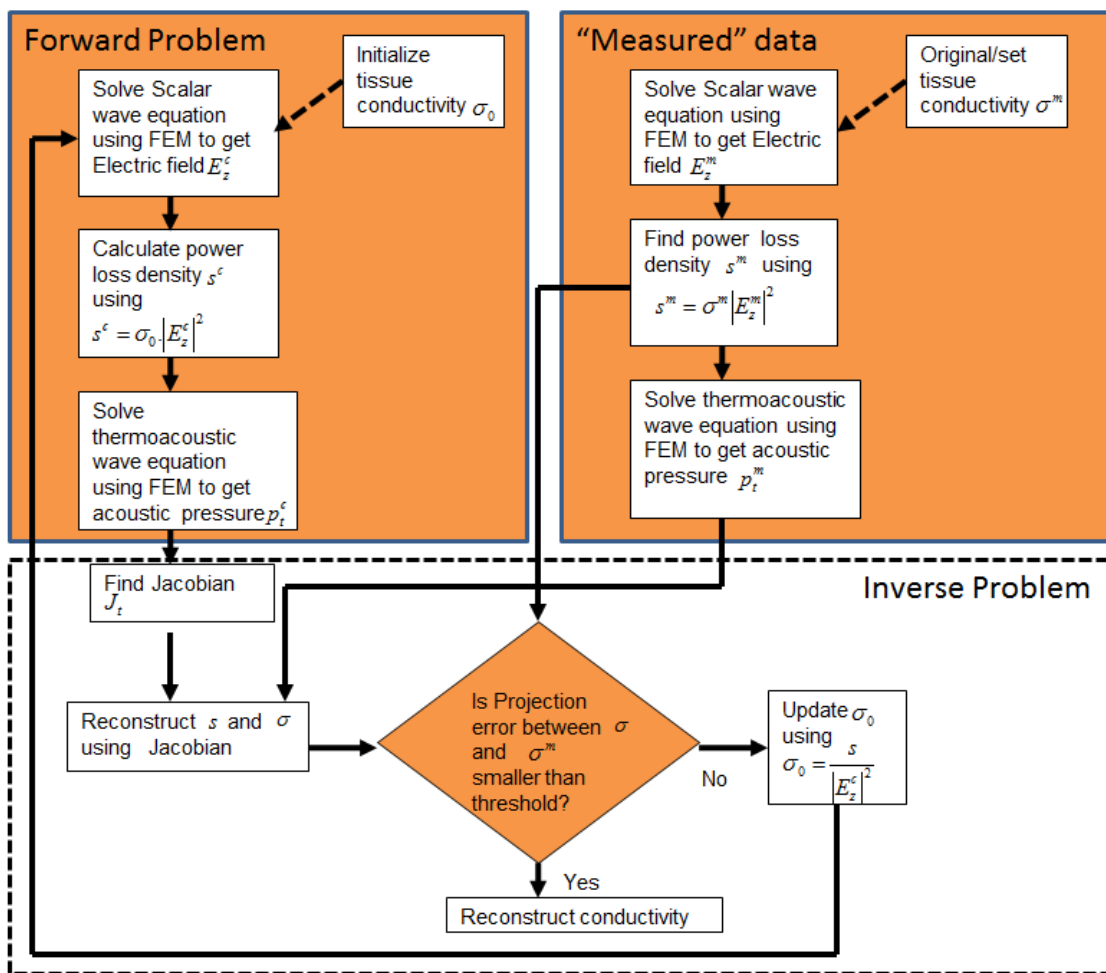 Forward Problem
Initialize
tissue
conductivity σ₀
Solve Scalar
wave equation
using FEM to get
Electric field E_z^c
Calculate power
loss density s^c
using
s^c = σ₀.|E_z^c|²
Solve
thermoacoustic
wave equation
using FEM to get
acoustic pressure p_t^c
“Measured” data
Original/set
tissue
conductivity σ^m
Solve Scalar wave
equation using
FEM to get Electric
field E_z^m
Find power loss
density s^m using
s^m = σ^m|E_z^m|²
Solve thermoacoustic
wave equation using
FEM to get acoustic
pressure p_t^m
Inverse Problem
Find Jacobian
J_t
Reconstruct s and σ
using Jacobian
Is Projection
error between σ
and σ^m
smaller than
threshold?
No
Update σ₀
using
σ₀ = s / |E_z^c|²
Yes
Reconstruct conductivity